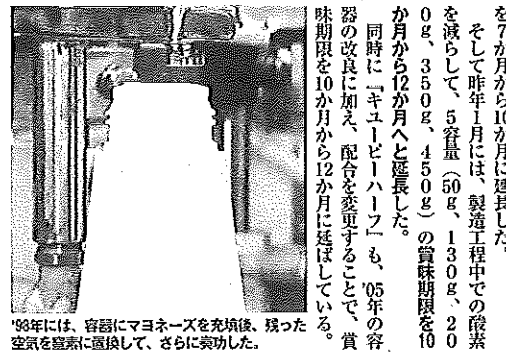 を7か月から10か月に延長した。
そして昨年1月には、製造工程中での酸素
を減らして、5容量（50g、130g、20
0g、350g、450g）の賞味期限を10
か月から12か月へと延長した。
同時に『キユーピーハーフ』も、'05年の容
器の改良に加え、配合を変更することで、賞
味期限を10か月から12か月に延ばしている。
'98年には、容器にマヨネーズを充填後、残った
空気を窒素に置換して、さらに奏功した。